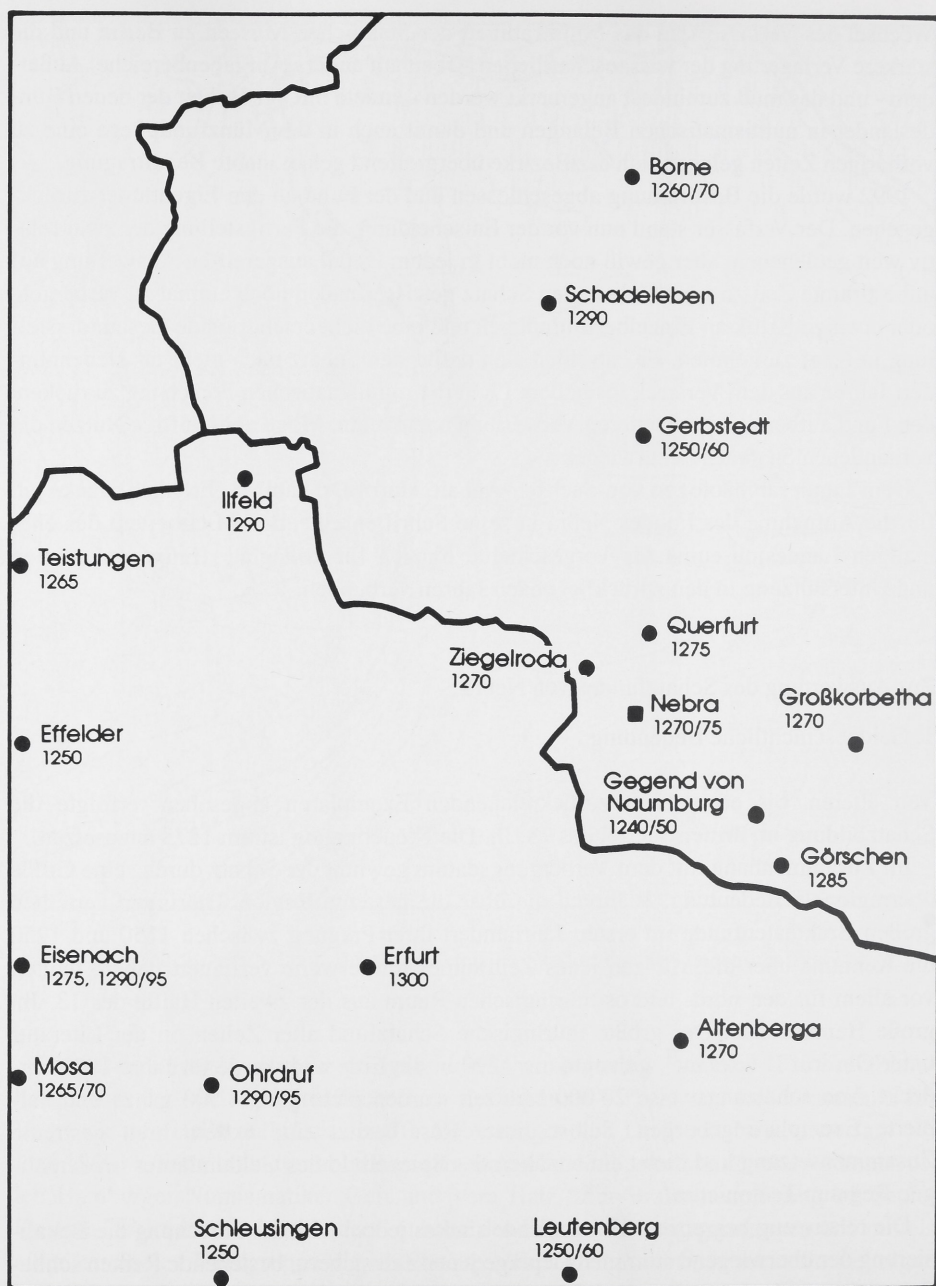 Borne
1260/70
Schadeleben
1290
Gerbstedt
1250/60
Ilfeld
1290
Teistungen
1265
Querfurt
1275
Ziegelroda
1270
Nebra
1270/75
Großkorbetha
1270
Effelder
1250
Gegend von
Naumburg
1240/50
Görschen
1285
Eisenach
1275, 1290/95
Erfurt
1300
Altenberga
1270
Mosa
1265/70
Ohrdruf
1290/95
Schleusingen
1250
Leutenberg
1250/60